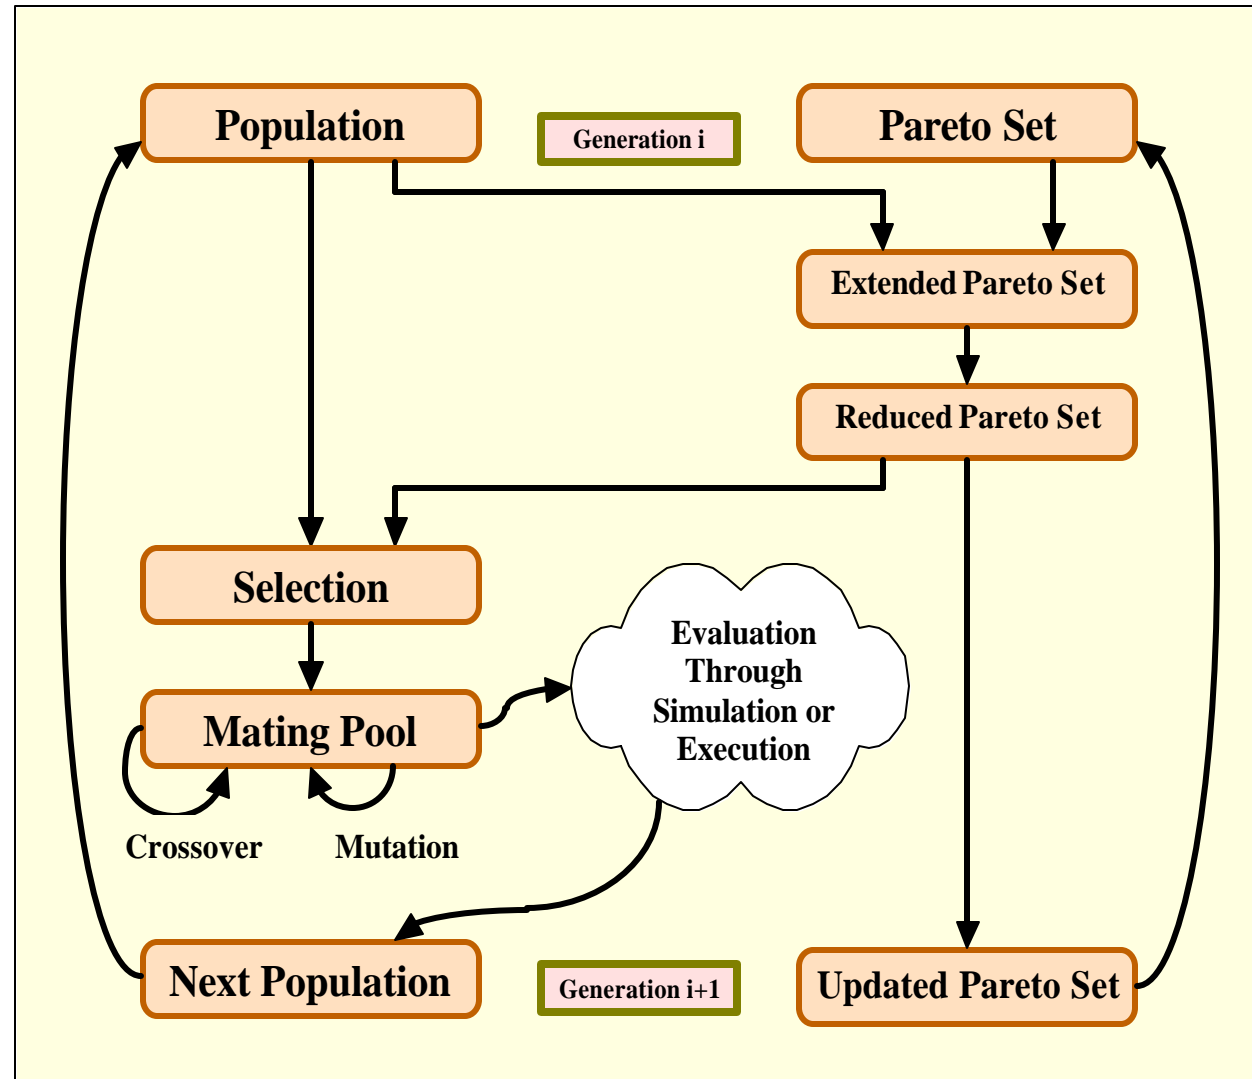 Population
Generation i
Pareto Set
Extended Pareto Set
Reduced Pareto Set
Selection
Evaluation
Through
Simulation or
Execution
Mating Pool
Crossover
Mutation
Next Population
Generation i+1
Updated Pareto Set